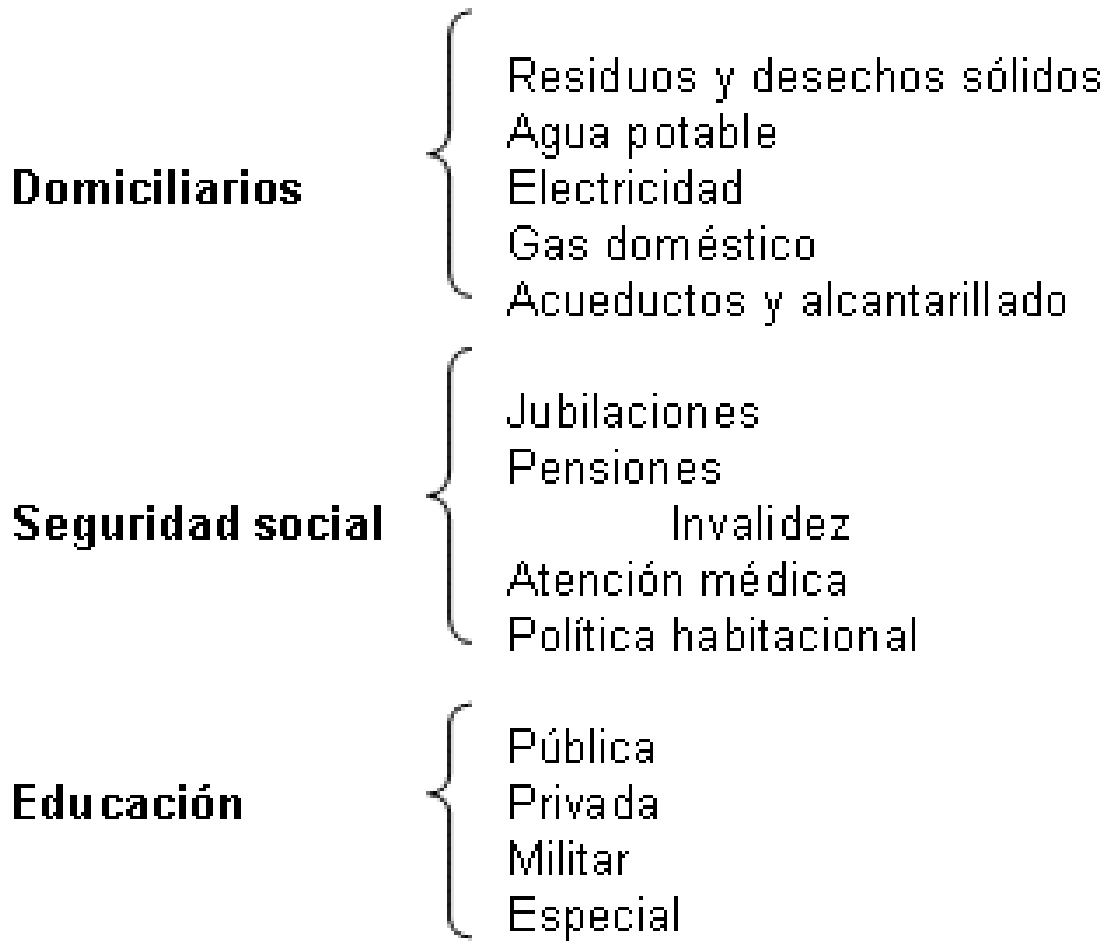 Domiciliarios
Residuos y desechos sólidos
Agua potable
Electricidad
Gas doméstico
Acueductos y alcantarillado
Seguridad social
Jubilaciones
Pensiones
Invalidez
Atención médica
Política habitacional
Educación
Pública
Privada
Militar
Especial